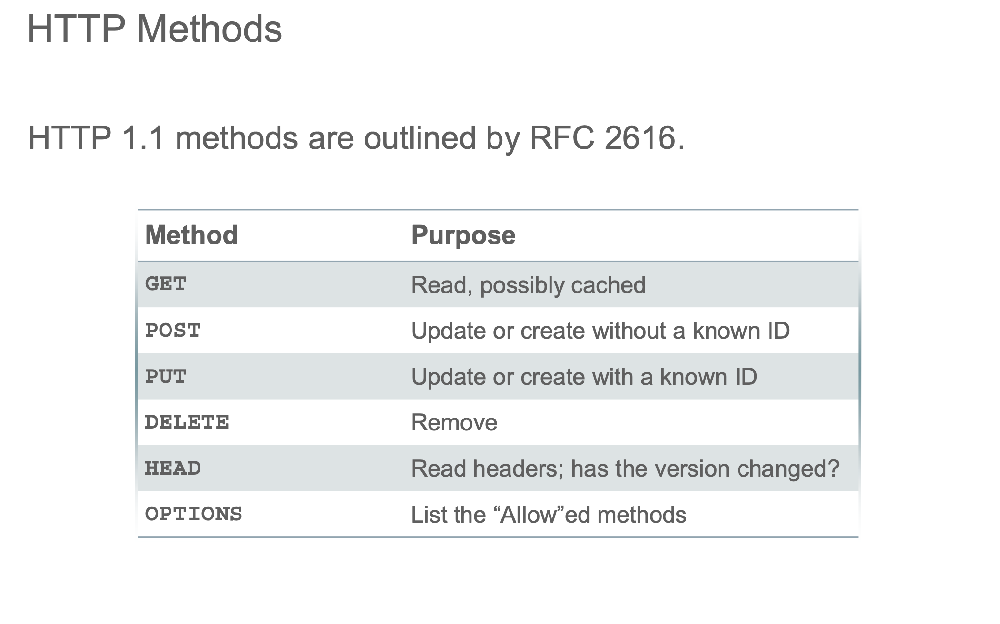 HTTP Methods
HTTP 1.1 methods are outlined by RFC 2616.
Method Purpose
GET Read, possibly cached
POST Update or create without a known ID
PUT Update or create with a known ID
DELETE Remove
HEAD Read headers; has the version changed?
OPTIONS List the “Allow”ed methods